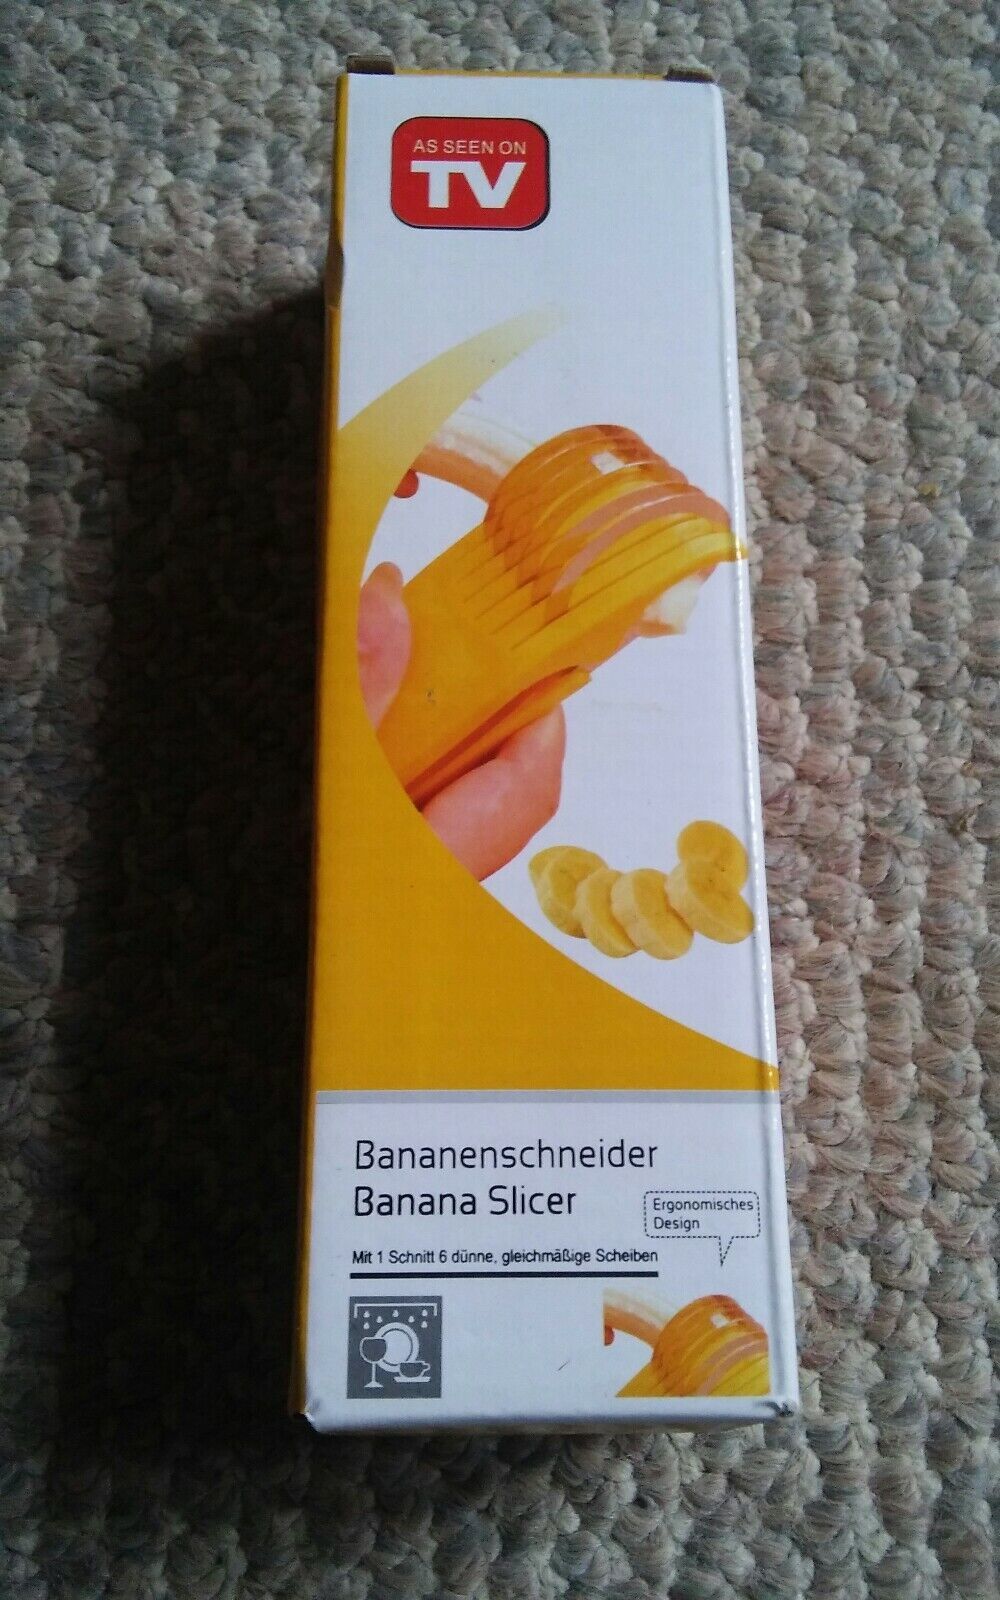 AS SEEN ON
TV
Bananenschneider
Banana Slicer
Ergonomisches
Design
Mit 1 Schnitt 6 dünne, gleichmäßige Scheiben